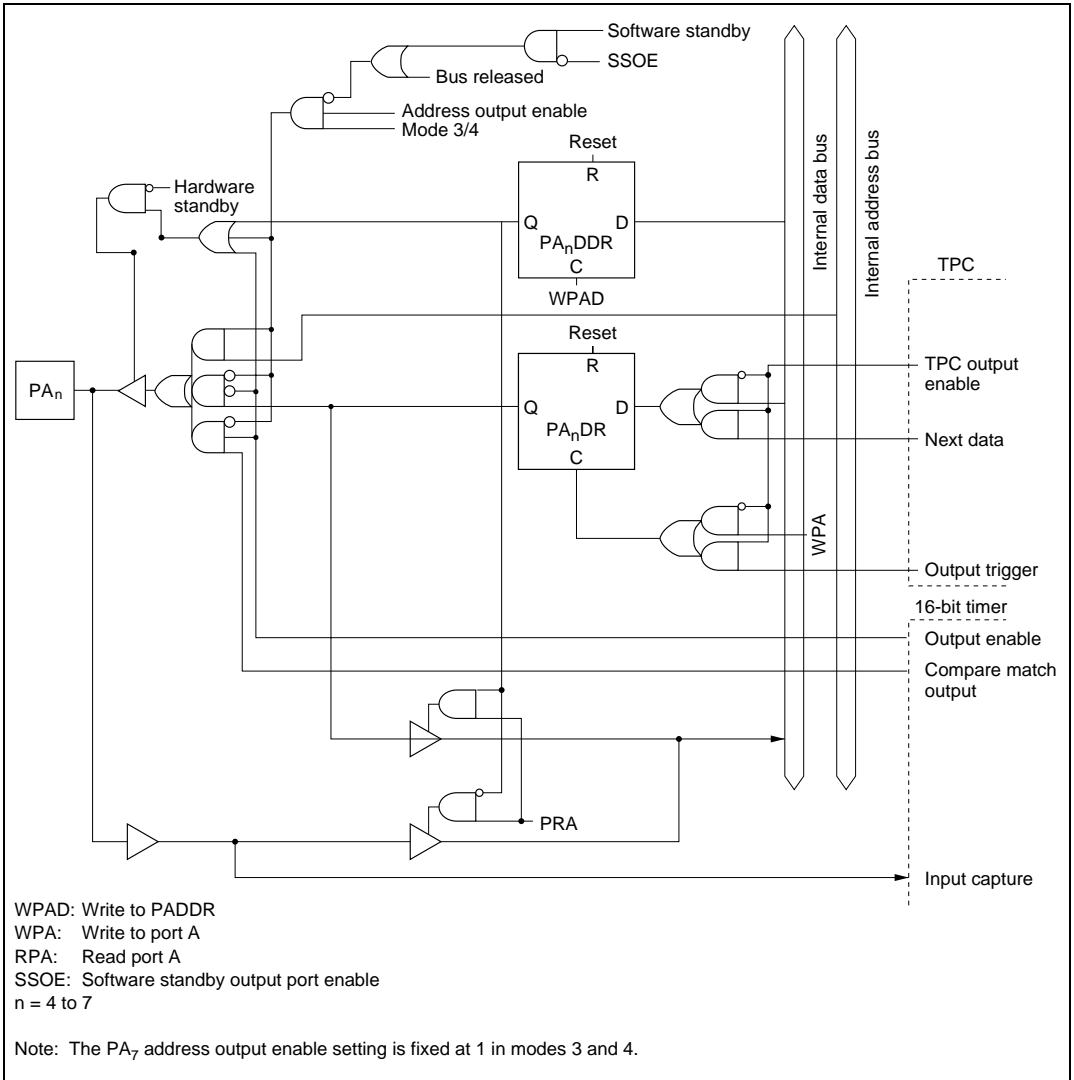 Software standby
SSOE
Bus released
Address output enable
Mode 3/4
Reset
R
Hardware
standby
Q
D
PAnDDR
C
WPAD
Internal data bus
Internal address bus
TPC
Reset
R
PAn
Q
D
PAnDR
C
TPC output
enable
Next data
WPA
Output trigger
16-bit timer
Output enable
Compare match
output
PRA
Input capture
WPAD: Write to PADDR
WPA: Write to port A
RPA: Read port A
SSOE: Software standby output port enable
n = 4 to 7
Note: The PA7 address output enable setting is fixed at 1 in modes 3 and 4.